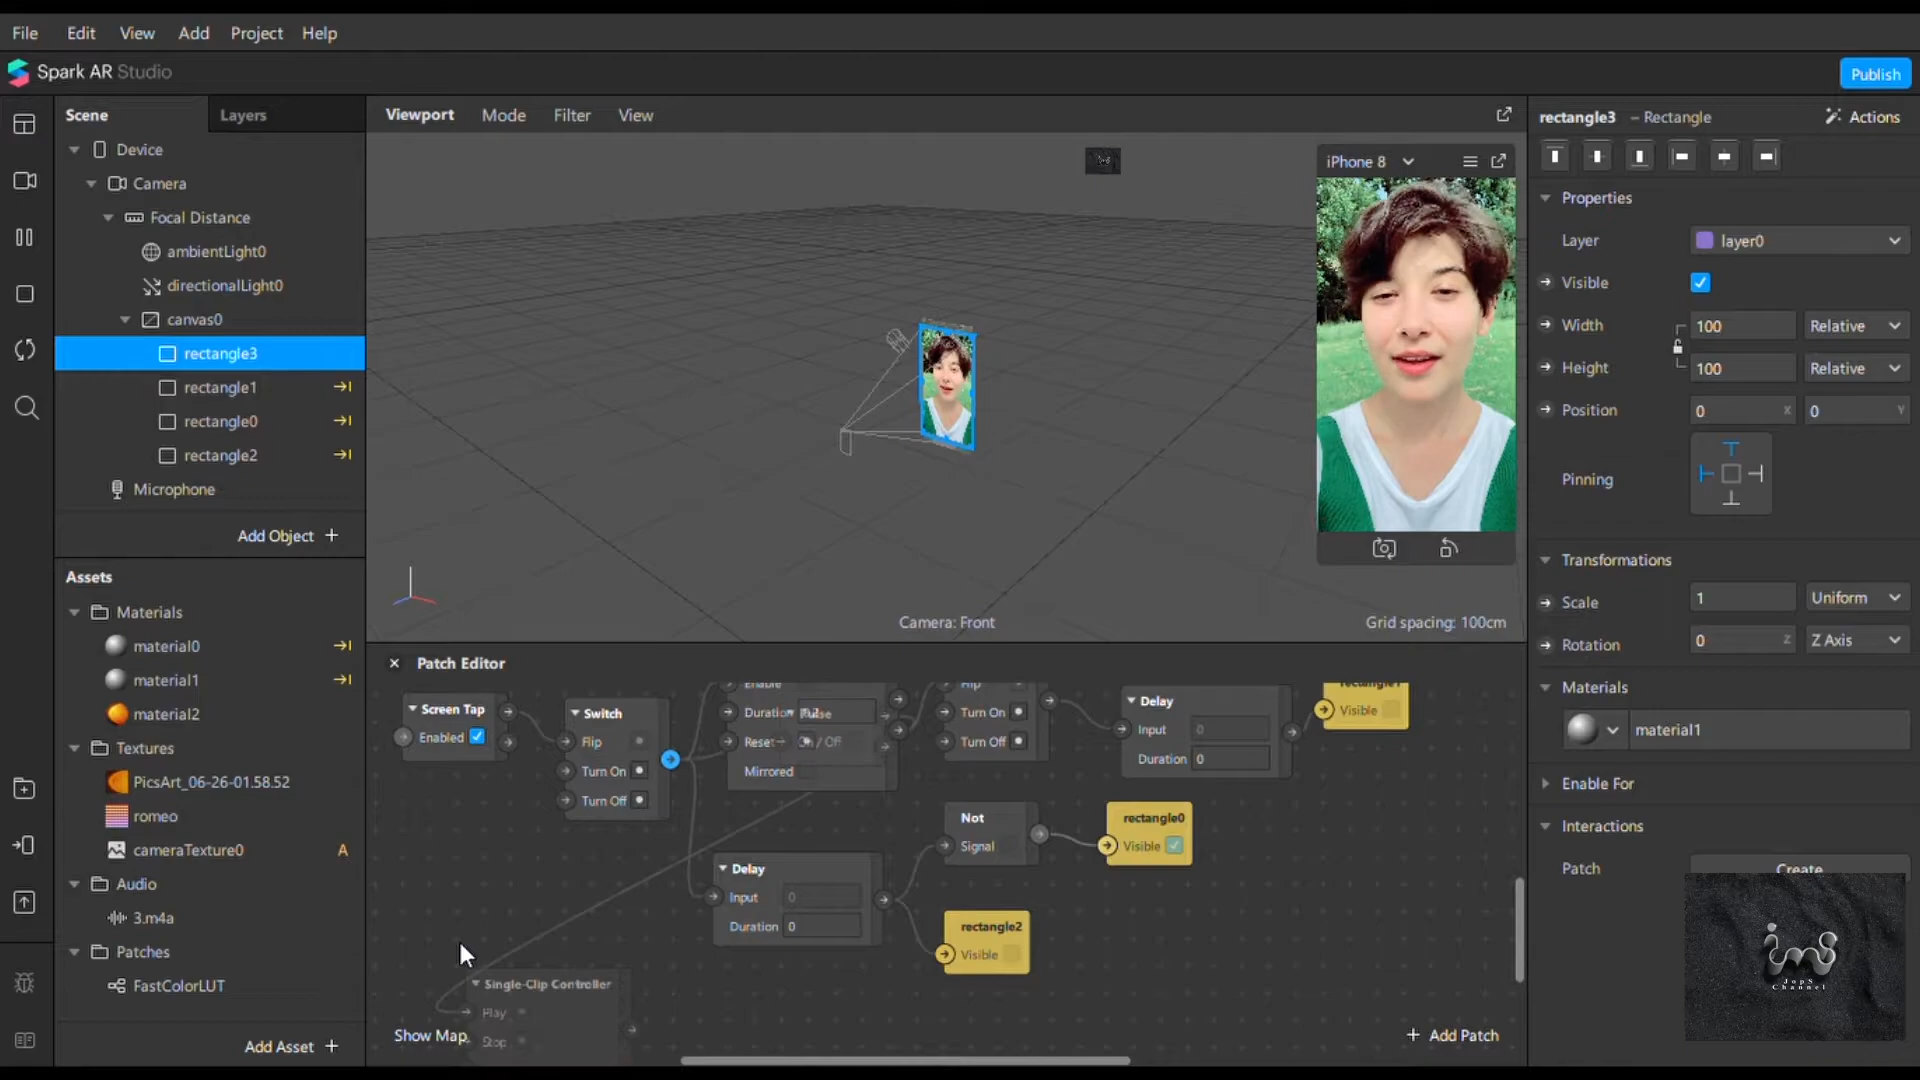 File Edit View Add Project Help
Spark AR Studio
Publish
Scene Layers
Device
Camera
Focal Distance
ambientLight0
directionalLight0
canvas0
rectangle3
rectangle1
rectangle0
rectangle2
Microphone
Add Object +
Assets
Materials
material0
material1
material2
Textures
PicsArt_06-26-01.58.52
romeo
cameraTexture0 A
Audio
3.m4a
Patches
FastColorLUT
Add Asset +
Viewport Mode Filter View
iPhone 8
Camera: Front
Grid spacing: 100cm
Patch Editor
Screen Tap
Enabled
Switch
Flip
Turn On
Turn Off
Enable
Duration
Pulse
Reset
On / Off
Mirrored
Flip
Turn On
Turn Off
Delay
Input 0
Duration 0
rectangle1
Visible
Not
Signal
rectangle0
Visible
Delay
Input 0
Duration 0
rectangle2
Visible
Single-Clip Controller
Play
Stop
Show Map
+ Add Patch
rectangle3 – Rectangle
Actions
Properties
Layer layer0
Visible
Width 100 Relative
Height 100 Relative
Position 0 X 0 Y
Pinning
Transformations
Scale 1 Uniform
Rotation 0 Z Z Axis
Materials
material1
Enable For
Interactions
Patch Create
JopS
Channel